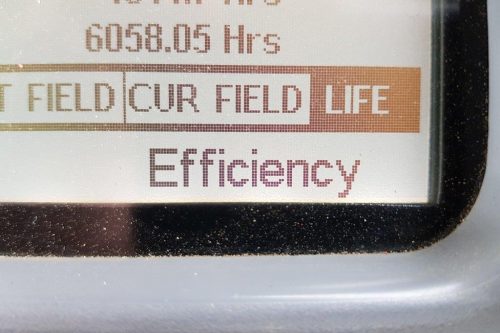 6058.05 Hrs
T FIELD CUR FIELD LIFE
Efficiency